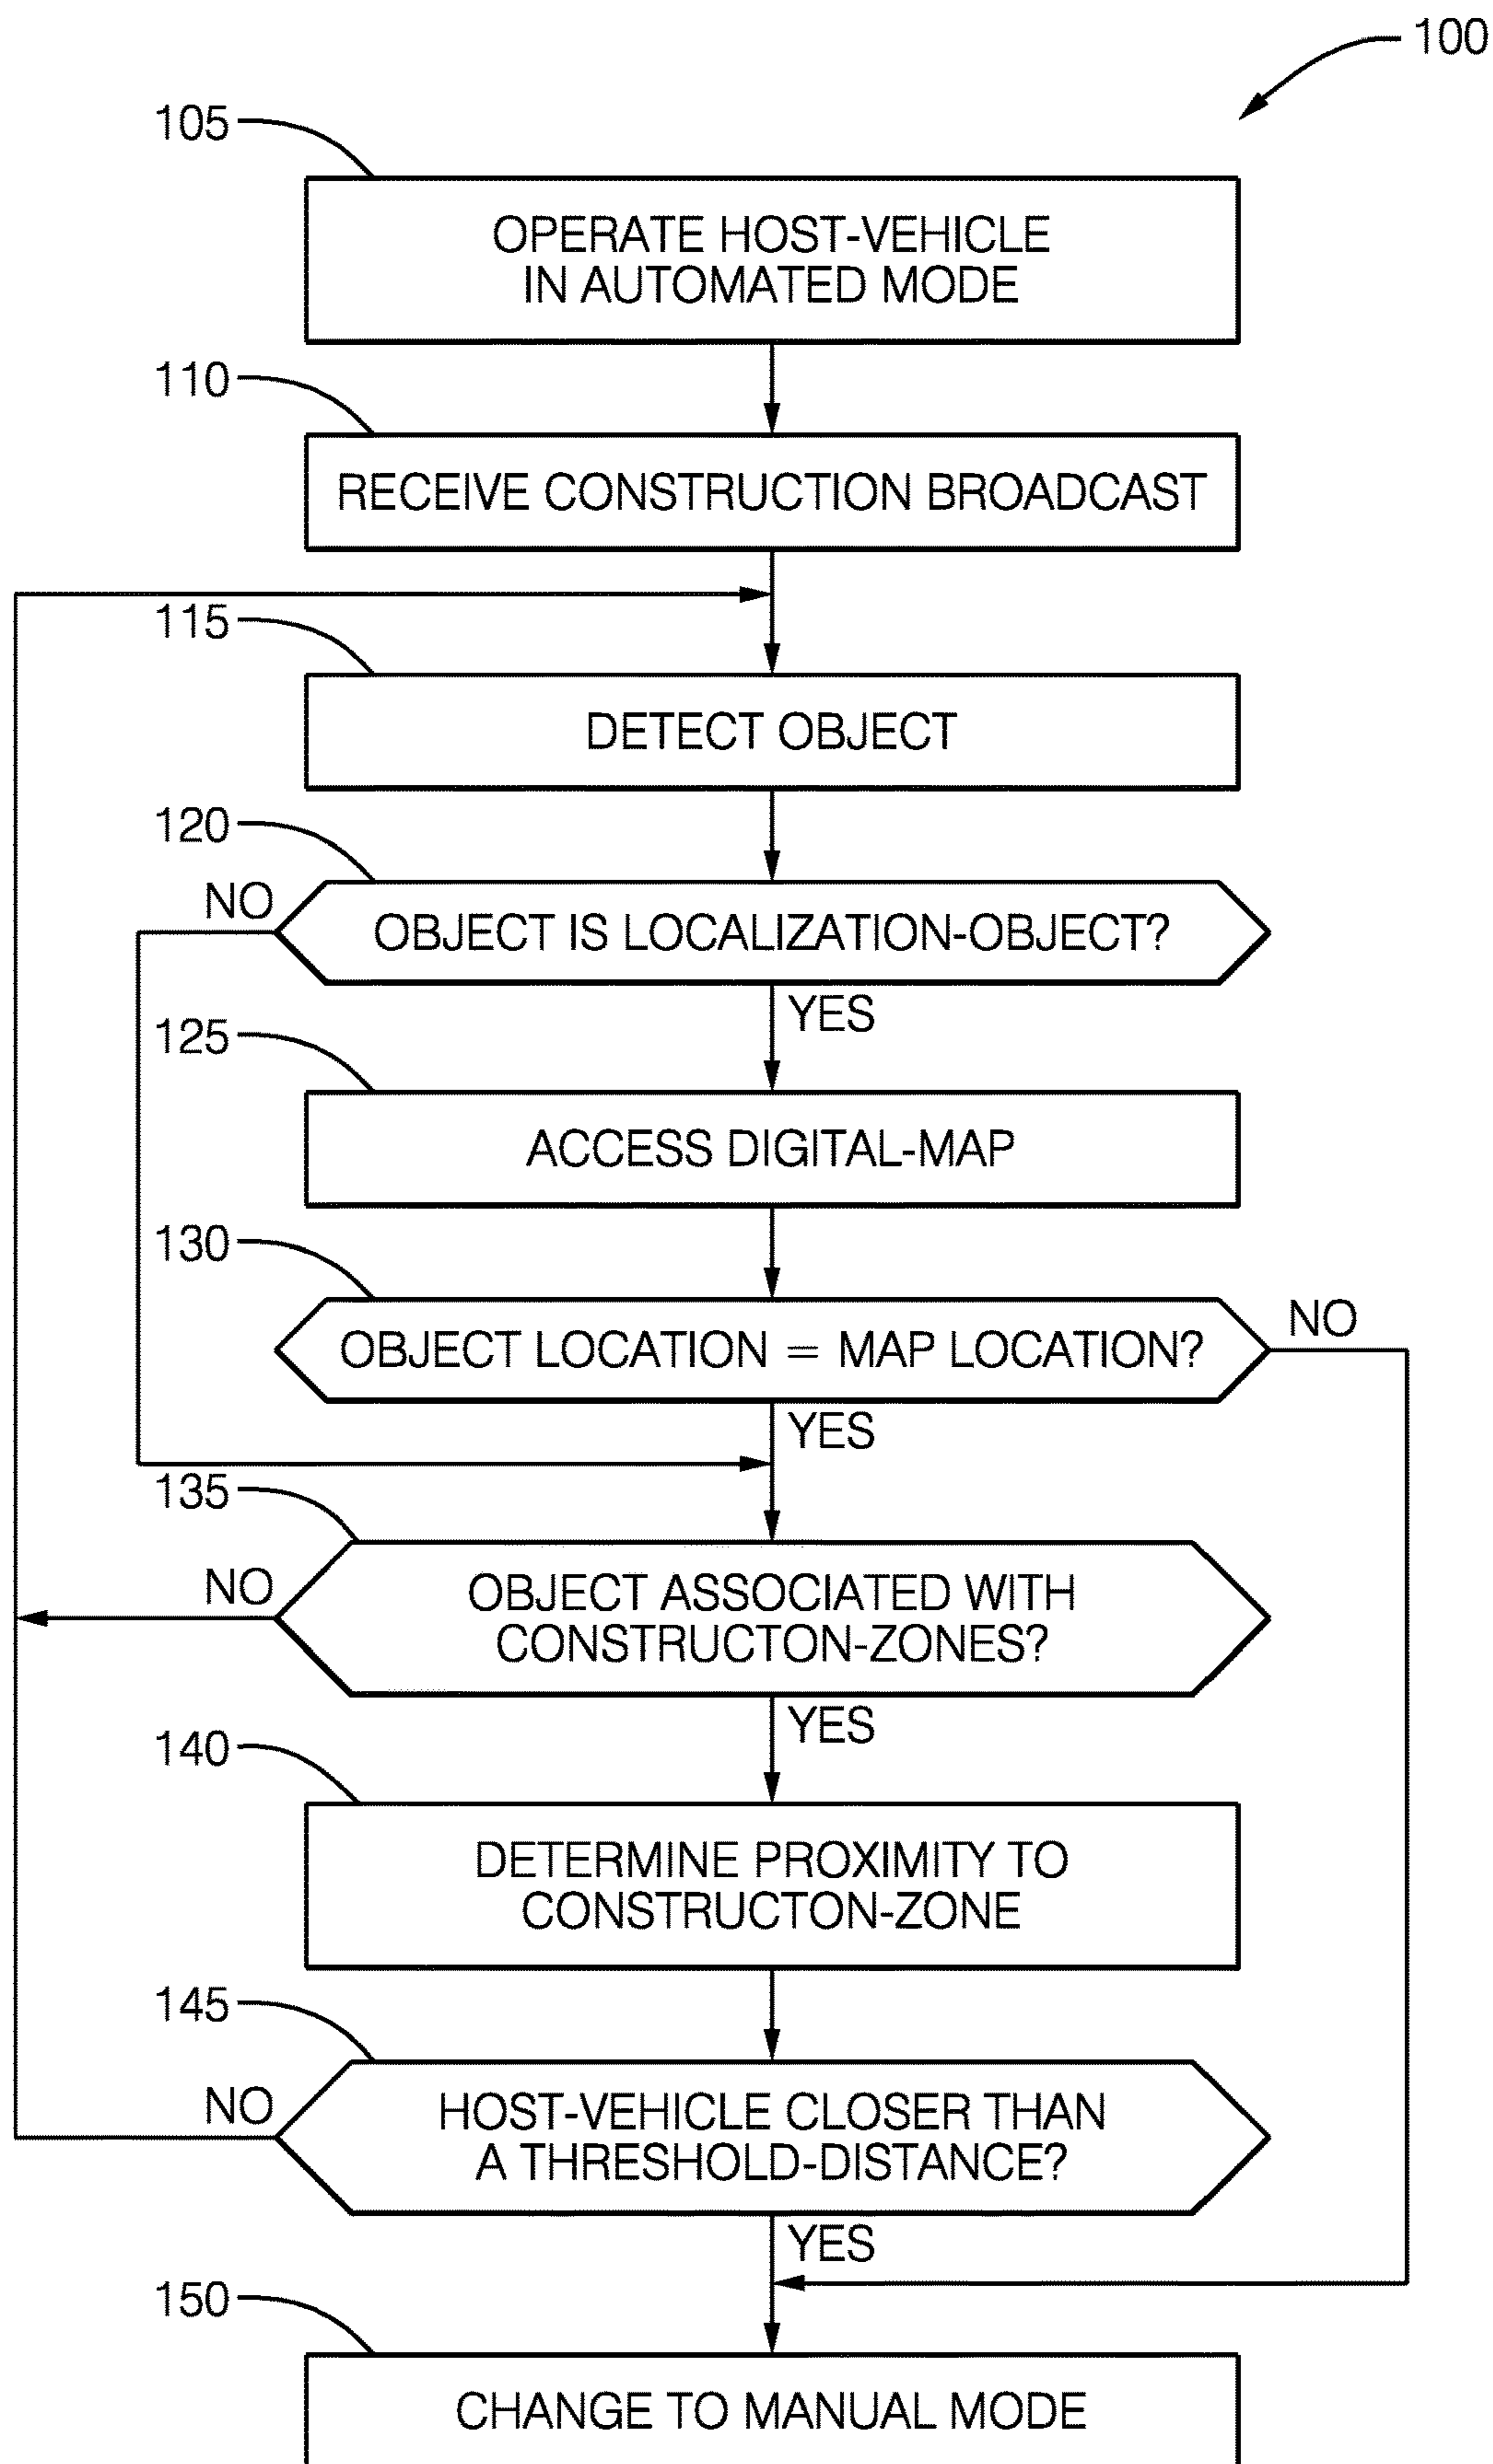 100
105
OPERATE HOST-VEHICLE
IN AUTOMATED MODE
110
RECEIVE CONSTRUCTION BROADCAST
115
DETECT OBJECT
120
NO
OBJECT IS LOCALIZATION-OBJECT?
YES
125
ACCESS DIGITAL-MAP
130
OBJECT LOCATION = MAP LOCATION?
NO
YES
135
NO
OBJECT ASSOCIATED WITH
CONSTRUCTON-ZONES?
YES
140
DETERMINE PROXIMITY TO
CONSTRUCTON-ZONE
145
NO
HOST-VEHICLE CLOSER THAN
A THRESHOLD-DISTANCE?
YES
150
CHANGE TO MANUAL MODE